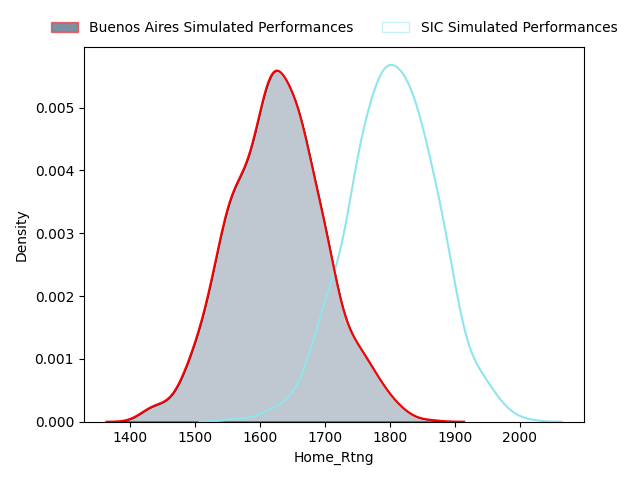 Buenos Aires Simulated Performances SIC Simulated Performances
0.005
0.004
0.003
0.002
0.001
0.000
Density
1400 1500 1600 1700 1800 1900 2000
Home_Rtng